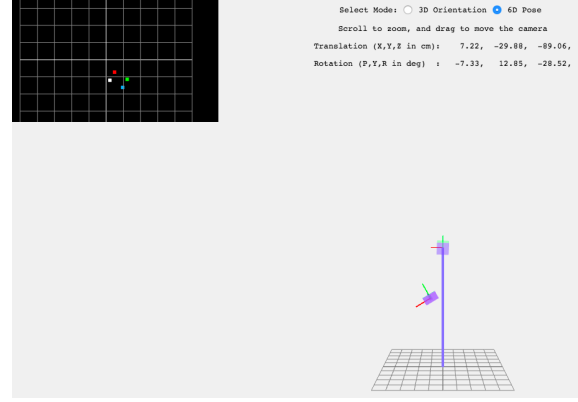 Select Mode: 3D Orientation 6D Pose
Scroll to zoom, and drag to move the camera
Translation (X,Y,Z in cm): 7.22, -29.88, -89.06,
Rotation (P,Y,R in deg) : -7.33, 12.85, -28.52,